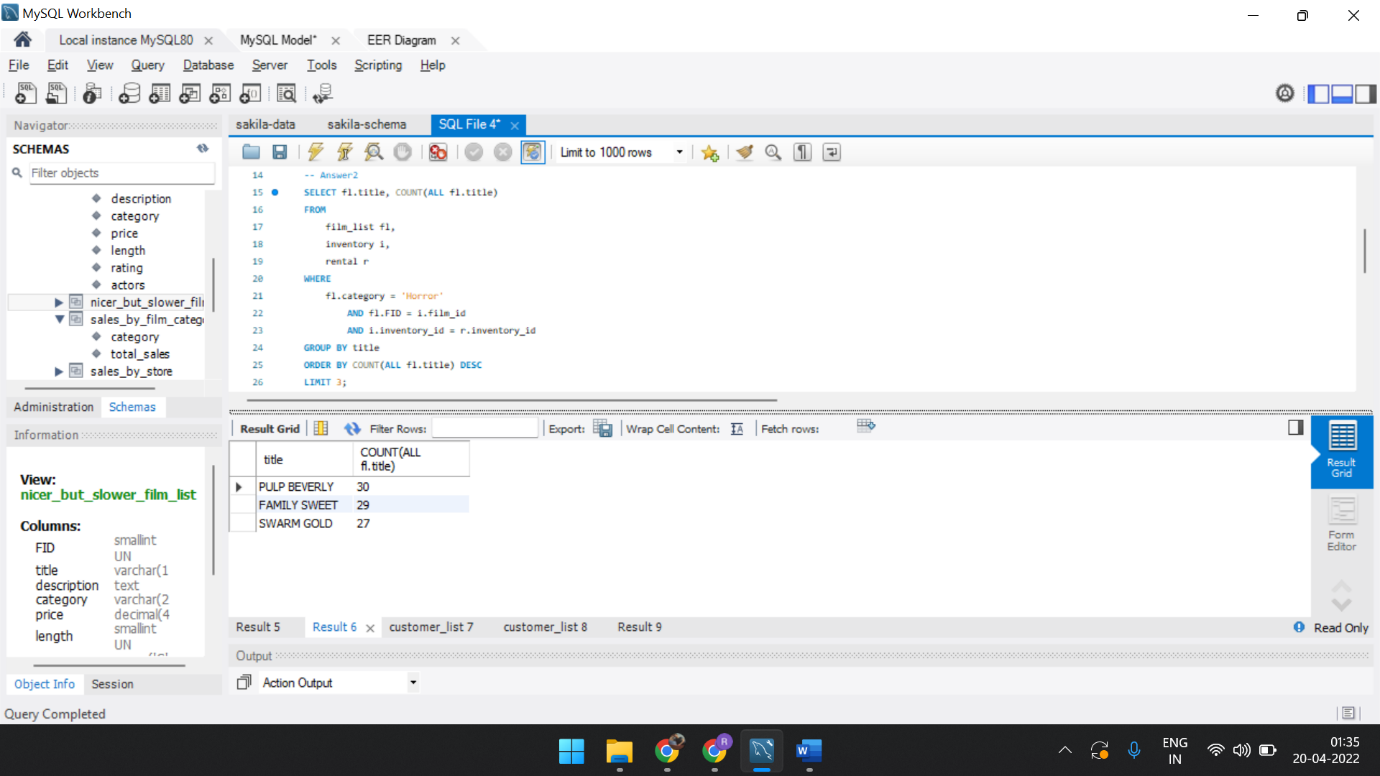 MySQL Workbench
Local instance MySQL80 × MySQL Model* × EER Diagram ×
File Edit View Query Database Server Tools Scripting Help
Navigator
SCHEMAS
Filter objects
description
category
price
length
rating
actors
nicer_but_slower_fil
sales_by_film_categ
category
total_sales
sales_by_store
Administration Schemas
Information
View:
nicer_but_slower_film_list
Columns:
FID smallint
UN
title varchar(1
description text
category varchar(2
price decimal(4
length smallint
UN
Object Info Session
sakila-data sakila-schema SQL File 4* ×
Limit to 1000 rows
14 -- Answer2
15 SELECT fl.title, COUNT(ALL fl.title)
16 FROM
17 film_list fl,
18 inventory i,
19 rental r
20 WHERE
21 fl.category = 'Horror'
22 AND fl.FID = i.film_id
23 AND i.inventory_id = r.inventory_id
24 GROUP BY title
25 ORDER BY COUNT(ALL fl.title) DESC
26 LIMIT 3;
Result Grid Filter Rows: Export: Wrap Cell Content: Fetch rows:
title COUNT(ALL
fl.title)
PULP BEVERLY 30
FAMILY SWEET 29
SWARM GOLD 27
Result
Grid
Form
Editor
Result 5 Result 6 × customer_list 7 customer_list 8 Result 9
Read Only
Output
Action Output
Query Completed
ENG
IN
01:35
20-04-2022